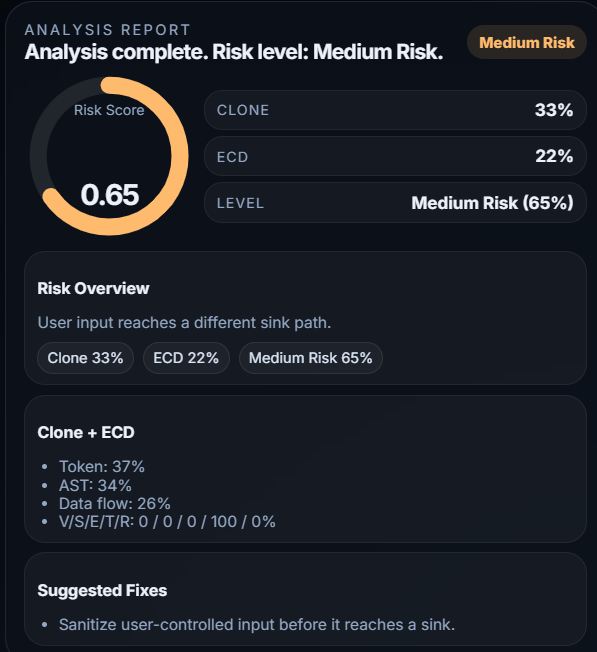 ANALYSIS REPORT
Analysis complete. Risk level: Medium Risk.
Medium Risk
Risk Score
0.65
CLONE 33%
ECD 22%
LEVEL Medium Risk (65%)
Risk Overview
User input reaches a different sink path.
Clone 33% ECD 22% Medium Risk 65%
Clone + ECD
• Token: 37%
• AST: 34%
• Data flow: 26%
• V/S/E/T/R: 0 / 0 / 0 / 100 / 0%
Suggested Fixes
• Sanitize user-controlled input before it reaches a sink.